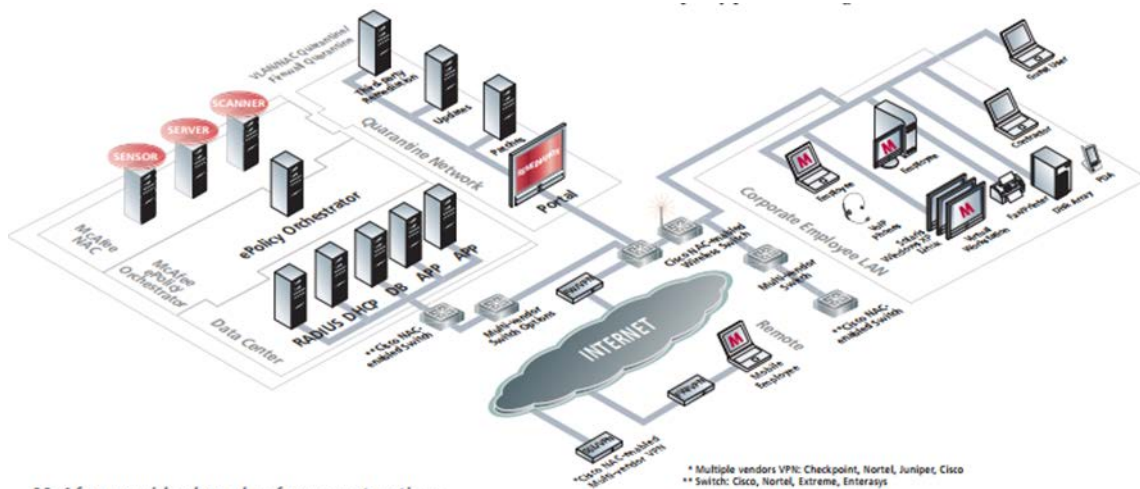 VLAN/NAC Quarantine/
Firewall Quarantine
Third-Party
Remediation
Updates
Patches
Quarantine Network
Portal
SCANNER
SERVER
SENSOR
McAfee
NAC
McAfee
ePolicy
Orchestrator
ePolicy Orchestrator
Data Center
RADIUS
DHCP
DB
APP
APP
**Cisco NAC-
enabled Switch
Multi-vendor
Switch Options
Cisco NAC-enabled
Wireless Switch
Multi-vendor
Switch
**Cisco NAC-
enabled Switch
Corporate Employee LAN
Guest User
Contractor
Employee
Employee
VoIP
Phones
Windows XP
Virtual
Workstation
Fax/Printer
Disk Array
PDA
INTERNET
Remote
Mobile
Employee
*Cisco NAC-enabled
Multi-vendor VPN
* Multiple vendors VPN: Checkpoint, Nortel, Juniper, Cisco
** Switch: Cisco, Nortel, Extreme, Enterasys